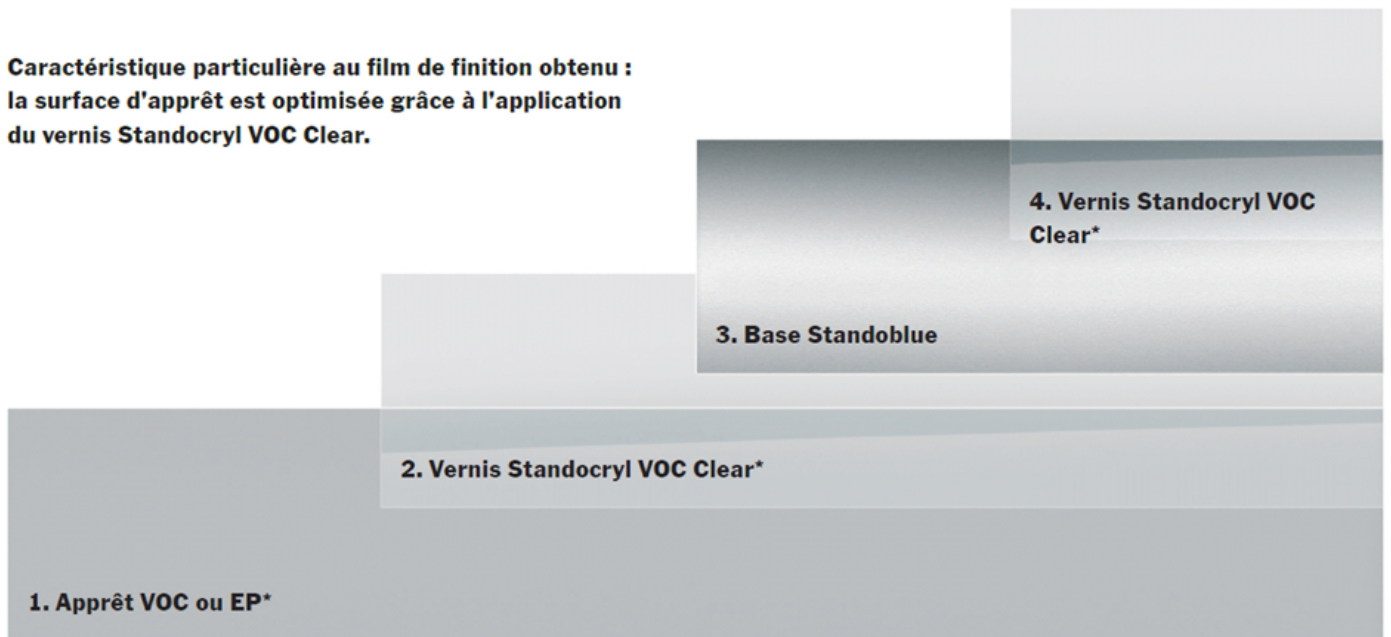 Caractéristique particulière au film de finition obtenu :
la surface d'apprêt est optimisée grâce à l'application
du vernis Standocryl VOC Clear.
4. Vernis Standocryl VOC
Clear*
3. Base Standoblue
2. Vernis Standocryl VOC Clear*
1. Apprêt VOC ou EP*